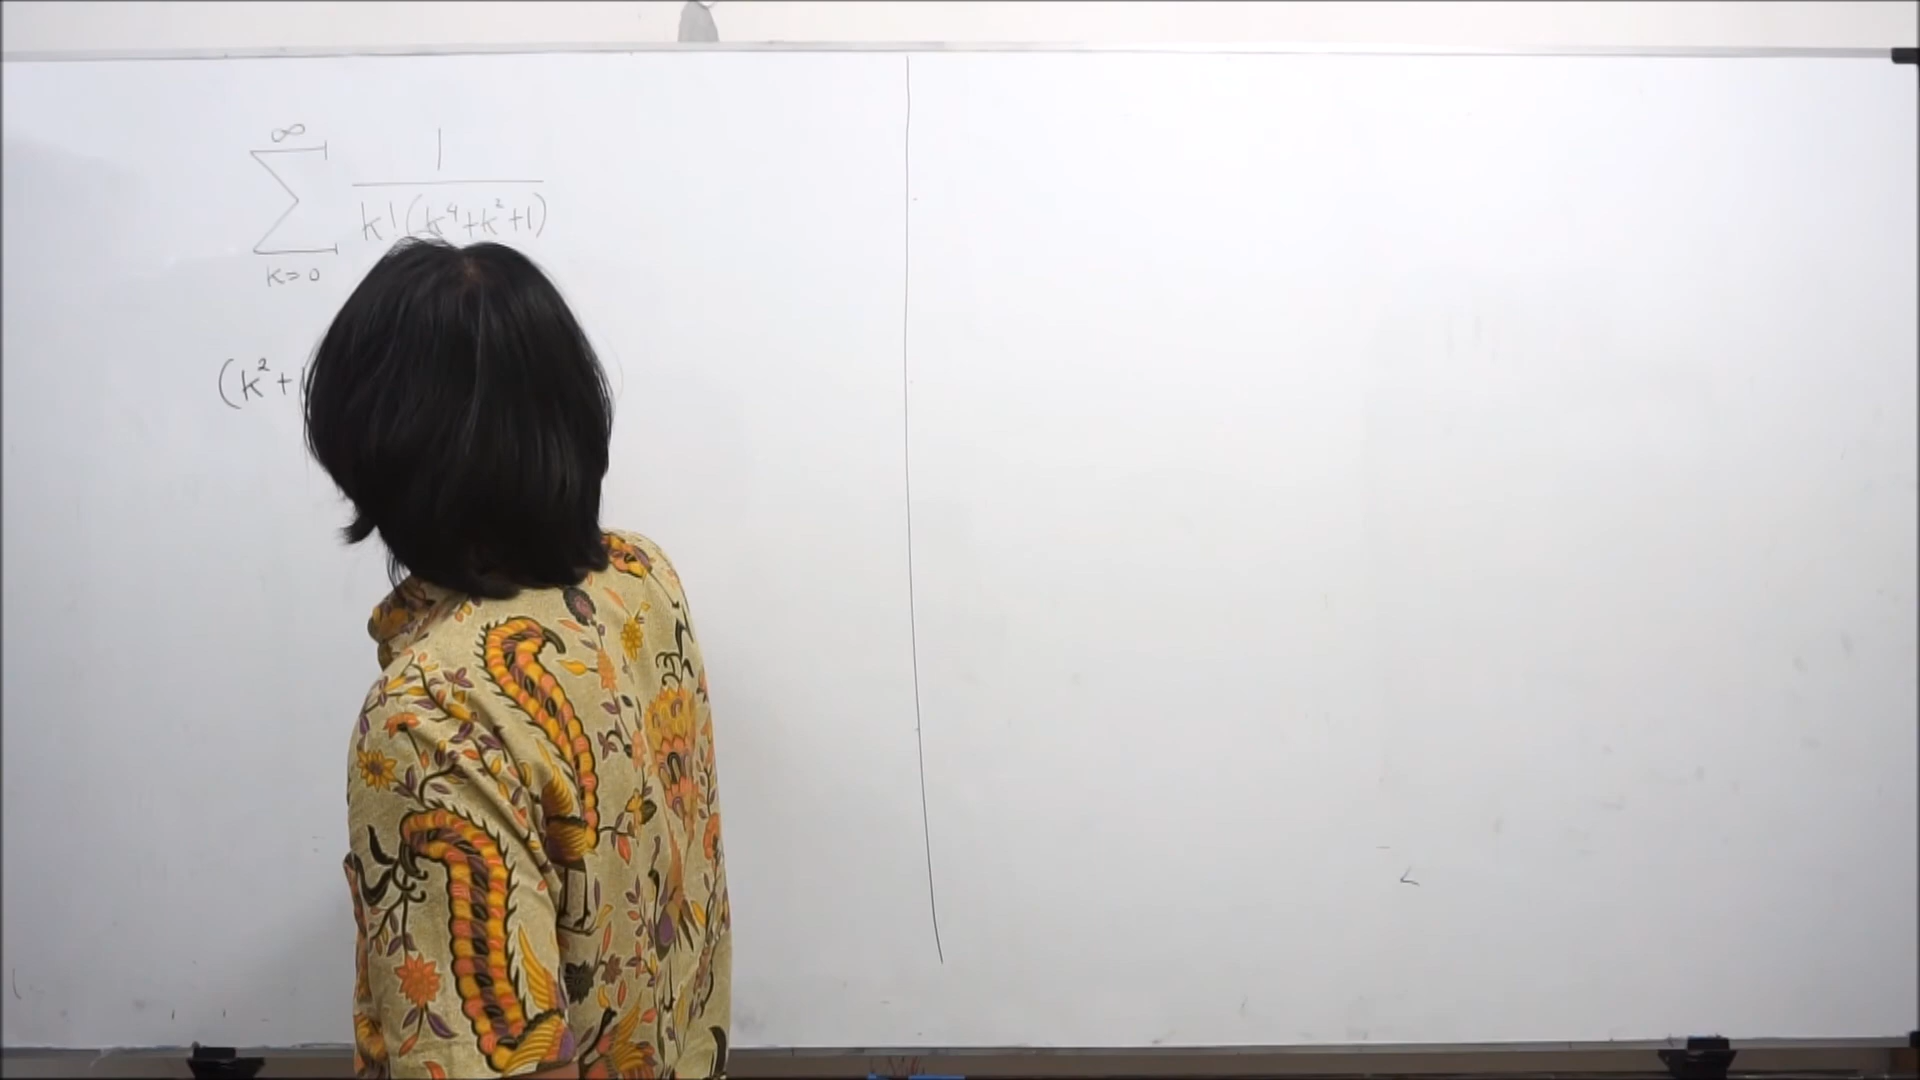 ∞
∑ 1 / k!(k⁴+k²+1)
k=0
(k²+